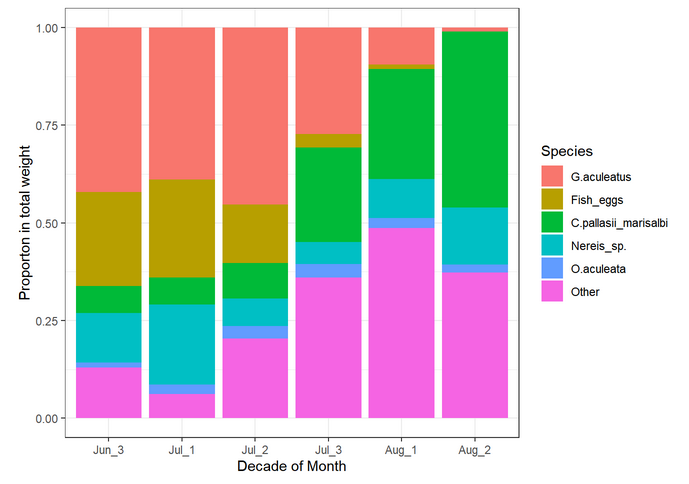 1.00
0.75
0.50
0.25
0.00
Proporton in total weight
Jun_3 Jul_1 Jul_2 Jul_3 Aug_1 Aug_2
Decade of Month
Species
G.aculeatus
Fish_eggs
C.pallasii_marisalbi
Nereis_sp.
O.aculeata
Other